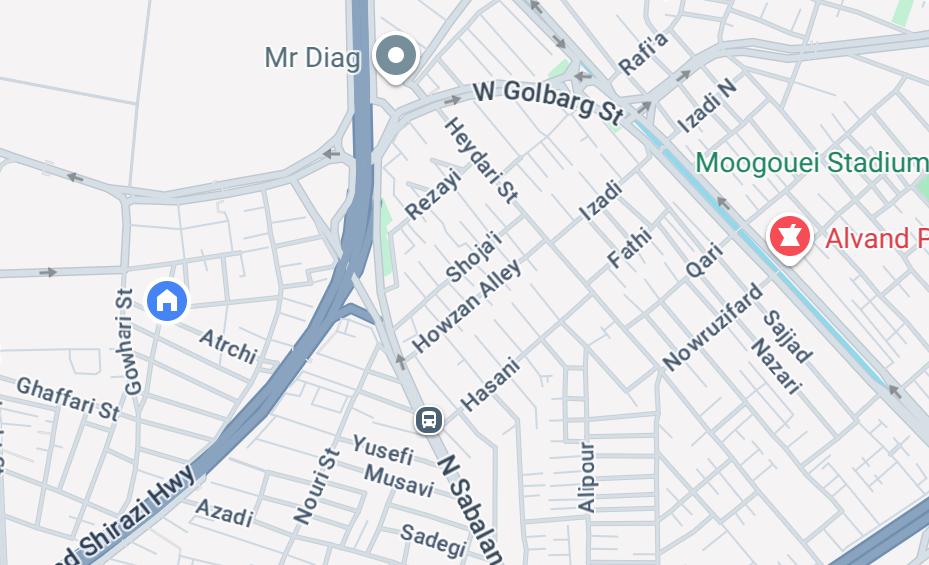 Mr Diag
Rafi'a
W Golbarg St
Izadi N
Heydari St
Moogouei Stadium
Rezayi
Izadi
Alvand P
Shoja'i
Fathi
Qari
Howzan Alley
Gowhari St
Atrchi
Nowruzifard
Sajjad
Nazari
Hasani
Ghaffari St
Yusefi
Musavi
Nouri St
N Sabalan
Alipour
ed Shirazi Hwy
Azadi
Sadegi